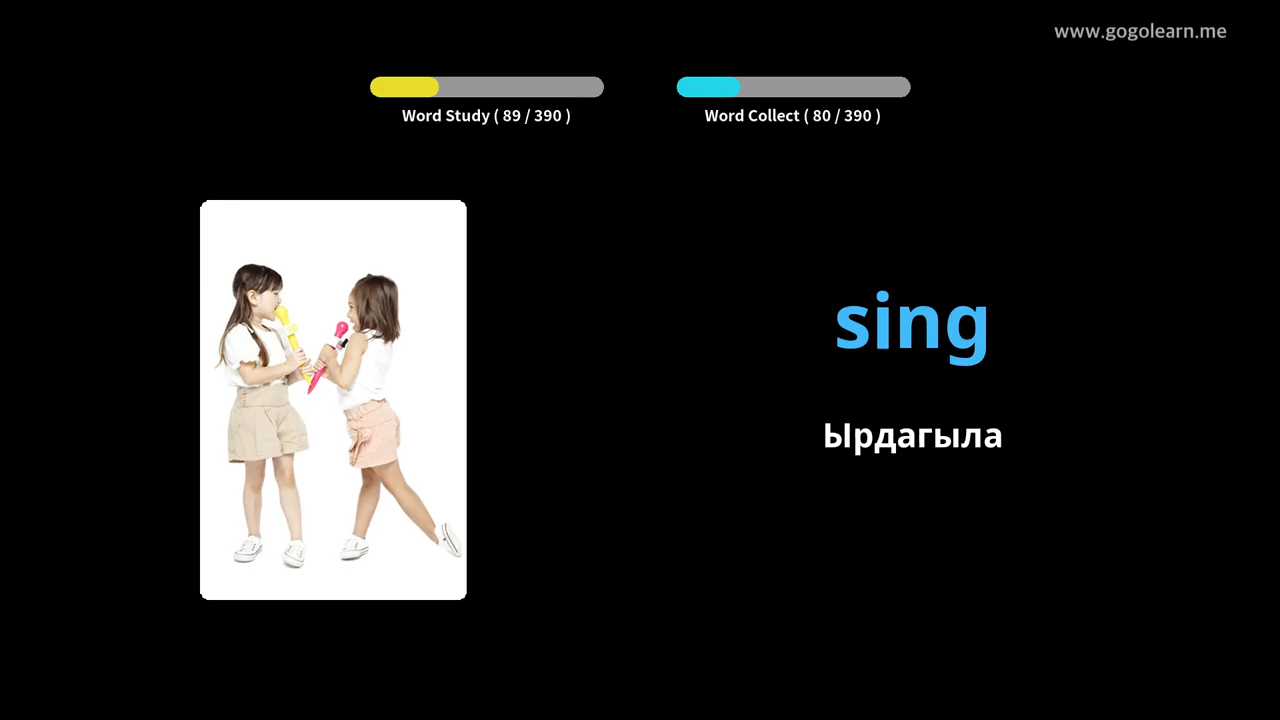 www.gogolearn.me
Word Study ( 89 / 390 )
Word Collect ( 80 / 390 )
sing
Ырдагыла